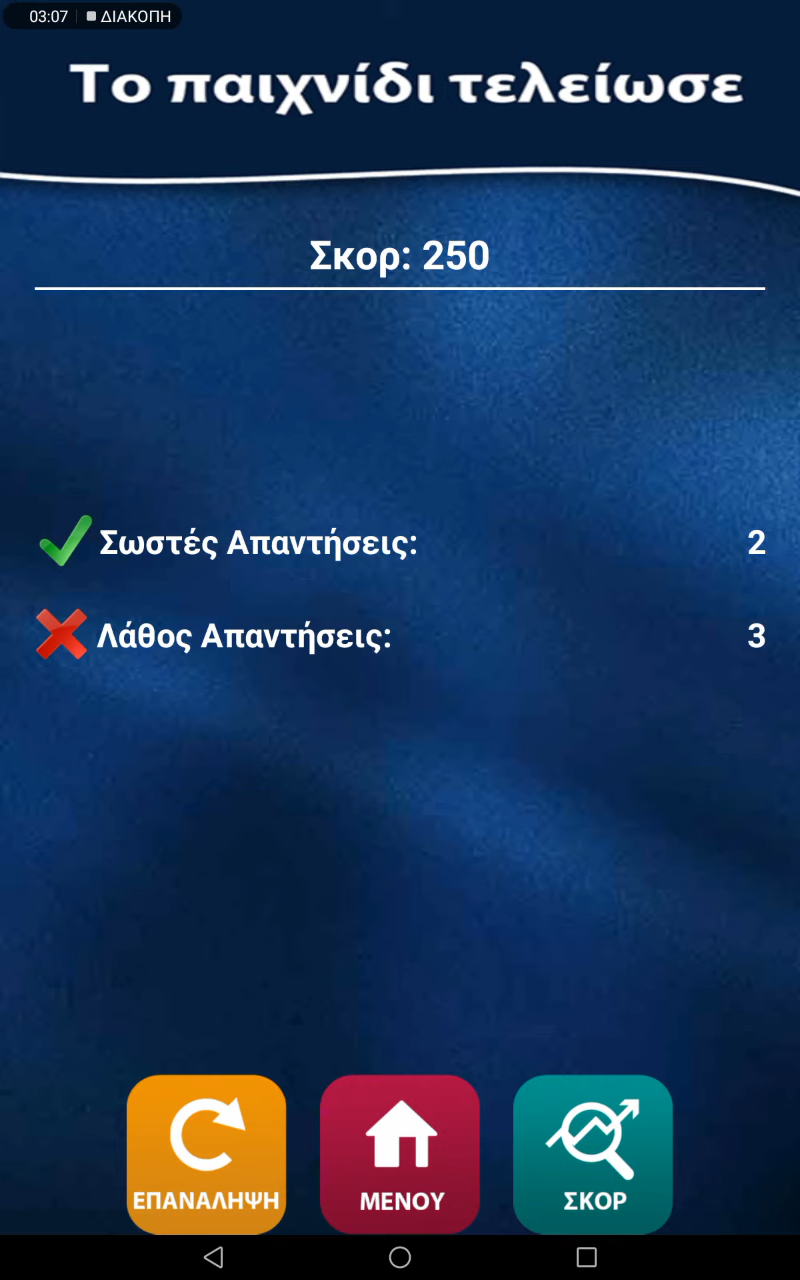 03:07 ΔΙΑΚΟΠΗ
Το παιχνίδι τελείωσε
Σκορ: 250
Σωστές Απαντήσεις: 2
Λάθος Απαντήσεις: 3
ΕΠΑΝΑΛΗΨΗ ΜΕΝΟΥ ΣΚΟΡ